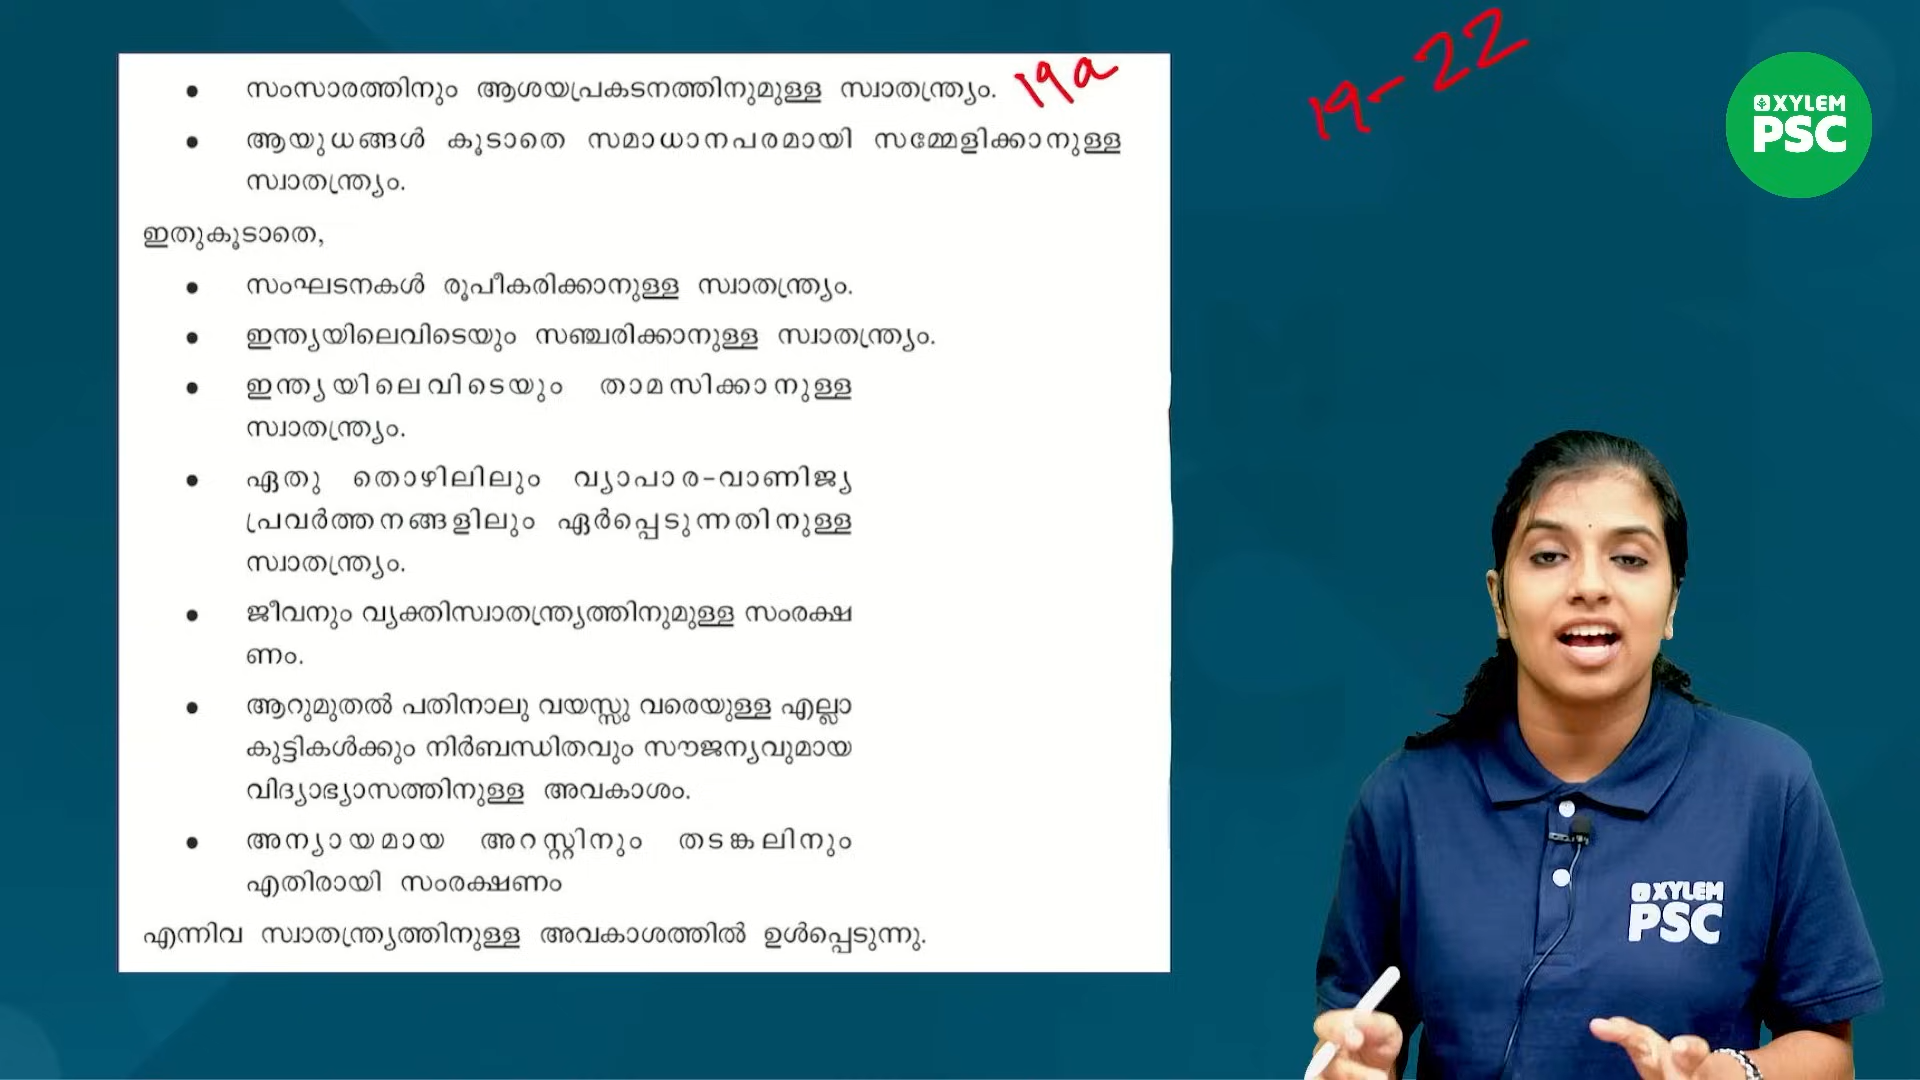 സംസാരത്തിനും ആശയപ്രകടനത്തിനുമുള്ള സ്വാതന്ത്ര്യം. 19a
19-22
XYLEM
PSC
ആയുധങ്ങൾ കൂടാതെ സമാധാനപരമായി സമ്മേളിക്കാനുള്ള
സ്വാതന്ത്ര്യം.
ഇതുകൂടാതെ,
സംഘടനകൾ രൂപീകരിക്കാനുള്ള സ്വാതന്ത്ര്യം.
ഇന്ത്യയിലെവിടെയും സഞ്ചരിക്കാനുള്ള സ്വാതന്ത്ര്യം.
ഇന്ത്യയിലെവിടെയും താമസിക്കാനുള്ള
സ്വാതന്ത്ര്യം.
ഏതു തൊഴിലിലും വ്യാപാര-വാണിജ്യ
പ്രവർത്തനങ്ങളിലും ഏർപ്പെടുന്നതിനുള്ള
സ്വാതന്ത്ര്യം.
ജീവനും വ്യക്തിസ്വാതന്ത്ര്യത്തിനുമുള്ള സംരക്ഷ
ണം.
ആറുമുതൽ പതിനാലു വയസ്സു വരെയുള്ള എല്ലാ
കുട്ടികൾക്കും നിർബന്ധിതവും സൗജന്യവുമായ
വിദ്യാഭ്യാസത്തിനുള്ള അവകാശം.
അന്യായമായ അറസ്റ്റിനും തടങ്കലിനും
എതിരായി സംരക്ഷണം
എന്നിവ സ്വാതന്ത്ര്യത്തിനുള്ള അവകാശത്തിൽ ഉൾപ്പെടുന്നു.
XYLEM
PSC